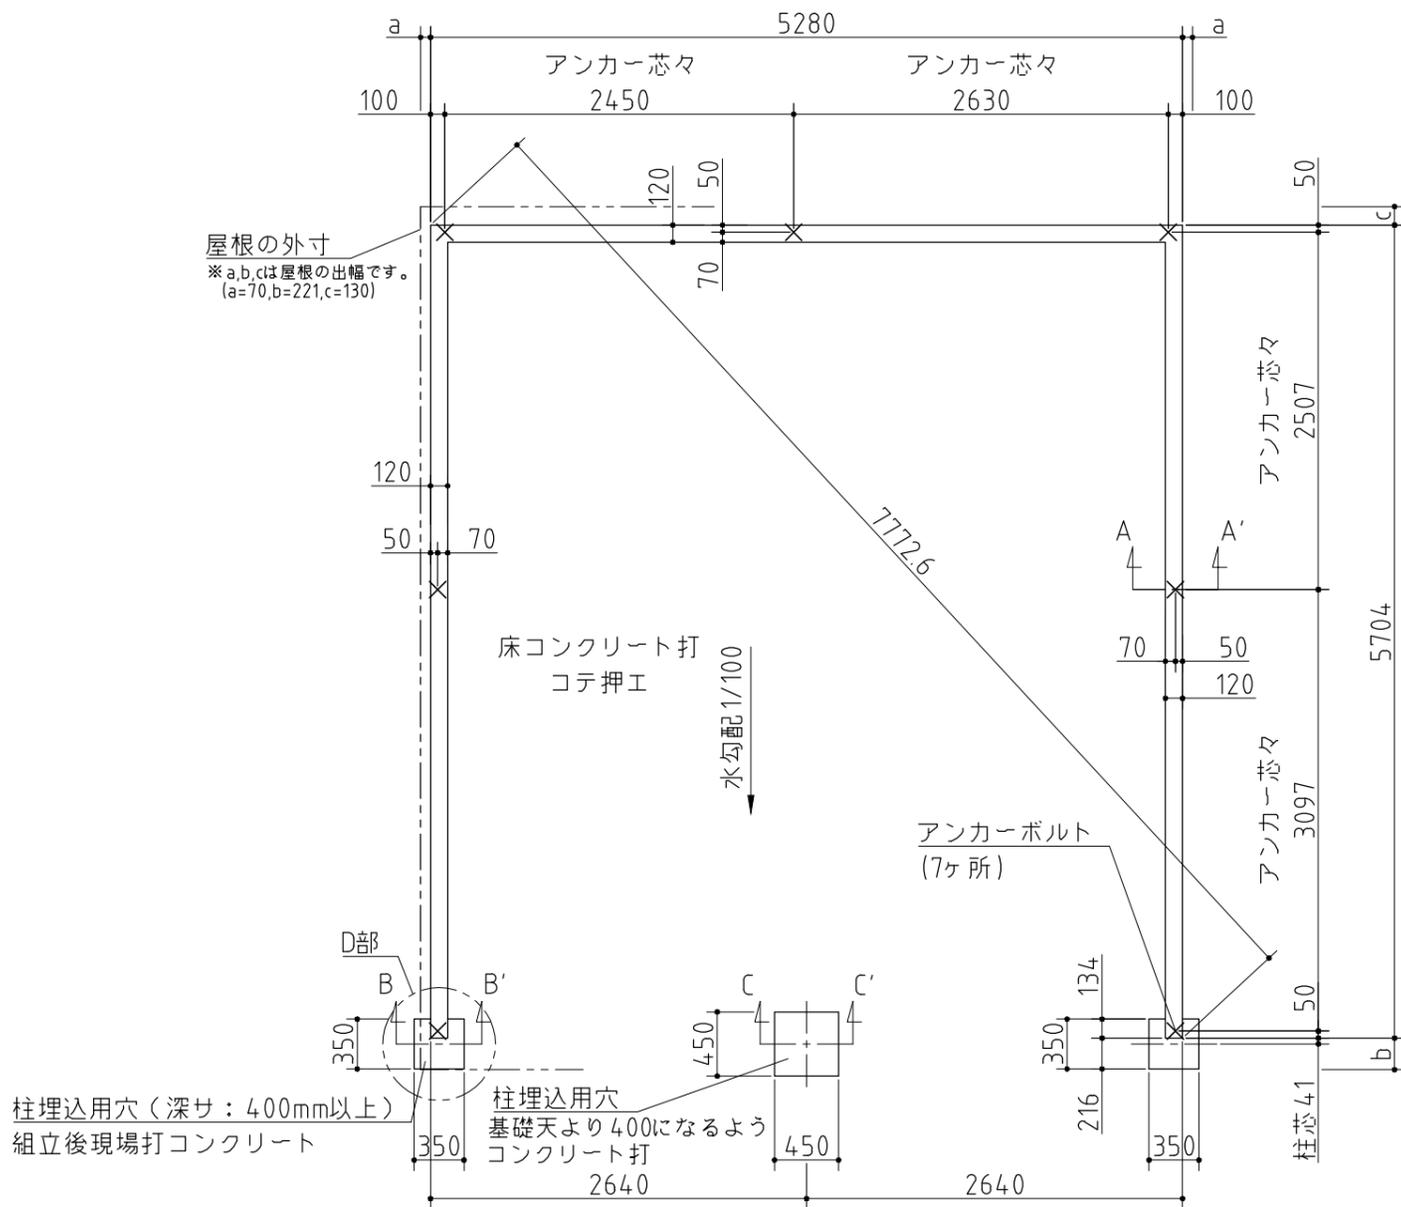 a
5280
a
アンカー芯々
アンカー芯々
100
2450
2630
100
120
50
50
c
屋根の外寸
※a,b,cは屋根の出幅です。
(a=70,b=221,c=130)
70
アンカー芯々
2507
120
50
70
7772.6
A
A'
床コンクリート打
コテ押エ
水勾配1/100
70
50
120
5704
アンカー芯々
3097
アンカーボルト
(7ヶ所)
D部
B
B'
C
C'
350
450
134
350
216
50
b
柱芯41
柱埋込用穴(深サ:400mm以上)
組立後現場打コンクリート
柱埋込用穴
基礎天より400になるよう
コンクリート打
350
450
350
2640
2640